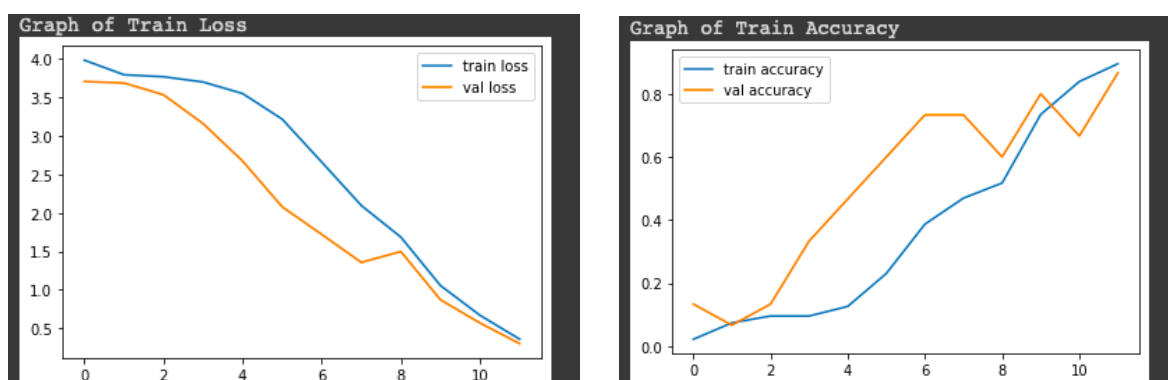 Graph of Train Loss
4.0
3.5
3.0
2.5
2.0
1.5
1.0
0.5
train loss
val loss
0 2 4 6 8 10
Graph of Train Accuracy
train accuracy
val accuracy
0.8
0.6
0.4
0.2
0.0
0 2 4 6 8 10